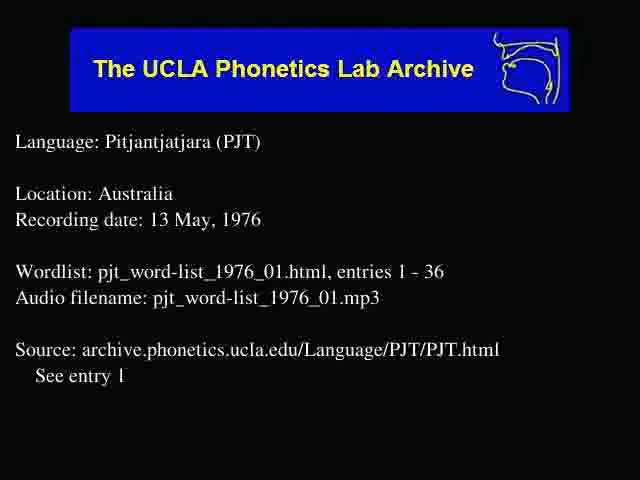 The UCLA Phonetics Lab Archive
Language: Pitjantjatjara (PJT)
Location: Australia
Recording date: 13 May, 1976
Wordlist: pjt_word-list_1976_01.html, entries 1 - 36
Audio filename: pjt_word-list_1976_01.mp3
Source: archive.phonetics.ucla.edu/Language/PJT/PJT.html
See entry 1